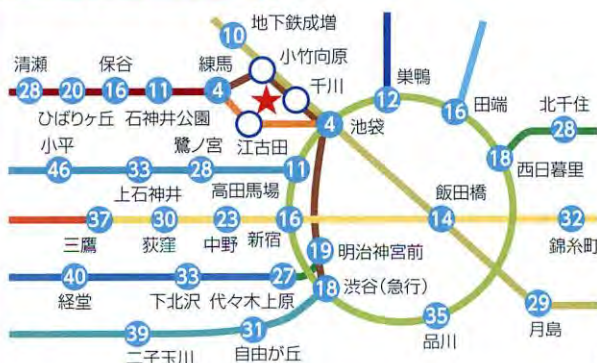 10
地下鉄成増
小竹向原
千川
清瀬
28
ひばりヶ丘
20
保谷
16
石神井公園
11
練馬
4
江古田
4
池袋
巣鴨
12
田端
16
北千住
28
西日暮里
18
小平
46
上石神井
33
鷺ノ宮
28
高田馬場
11
三鷹
37
荻窪
30
中野
23
新宿
16
飯田橋
14
錦糸町
32
明治神宮前
19
経堂
40
下北沢
33
代々木上原
27
渋谷(急行)
18
二子玉川
39
自由が丘
31
品川
35
月島
29